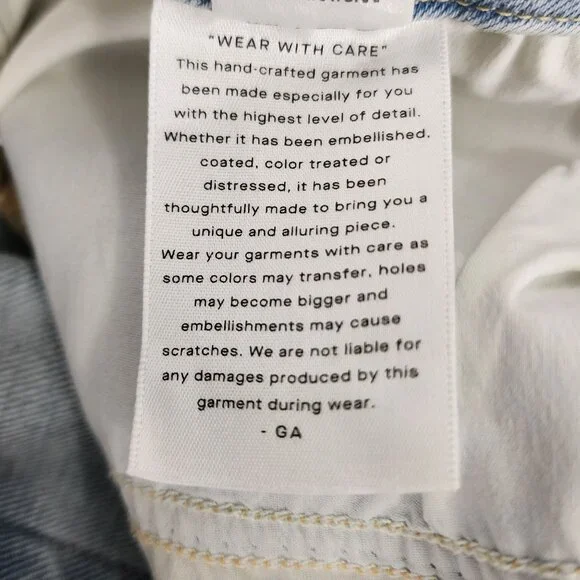 "WEAR WITH CARE"
This hand-crafted garment has
been made especially for you
with the highest level of detail.
Whether it has been embellished,
coated, color treated or
distressed, it has been
thoughtfully made to bring you a
unique and alluring piece.
Wear your garments with care as
some colors may transfer, holes
may become bigger and
embellishments may cause
scratches. We are not liable for
any damages produced by this
garment during wear.
- GA